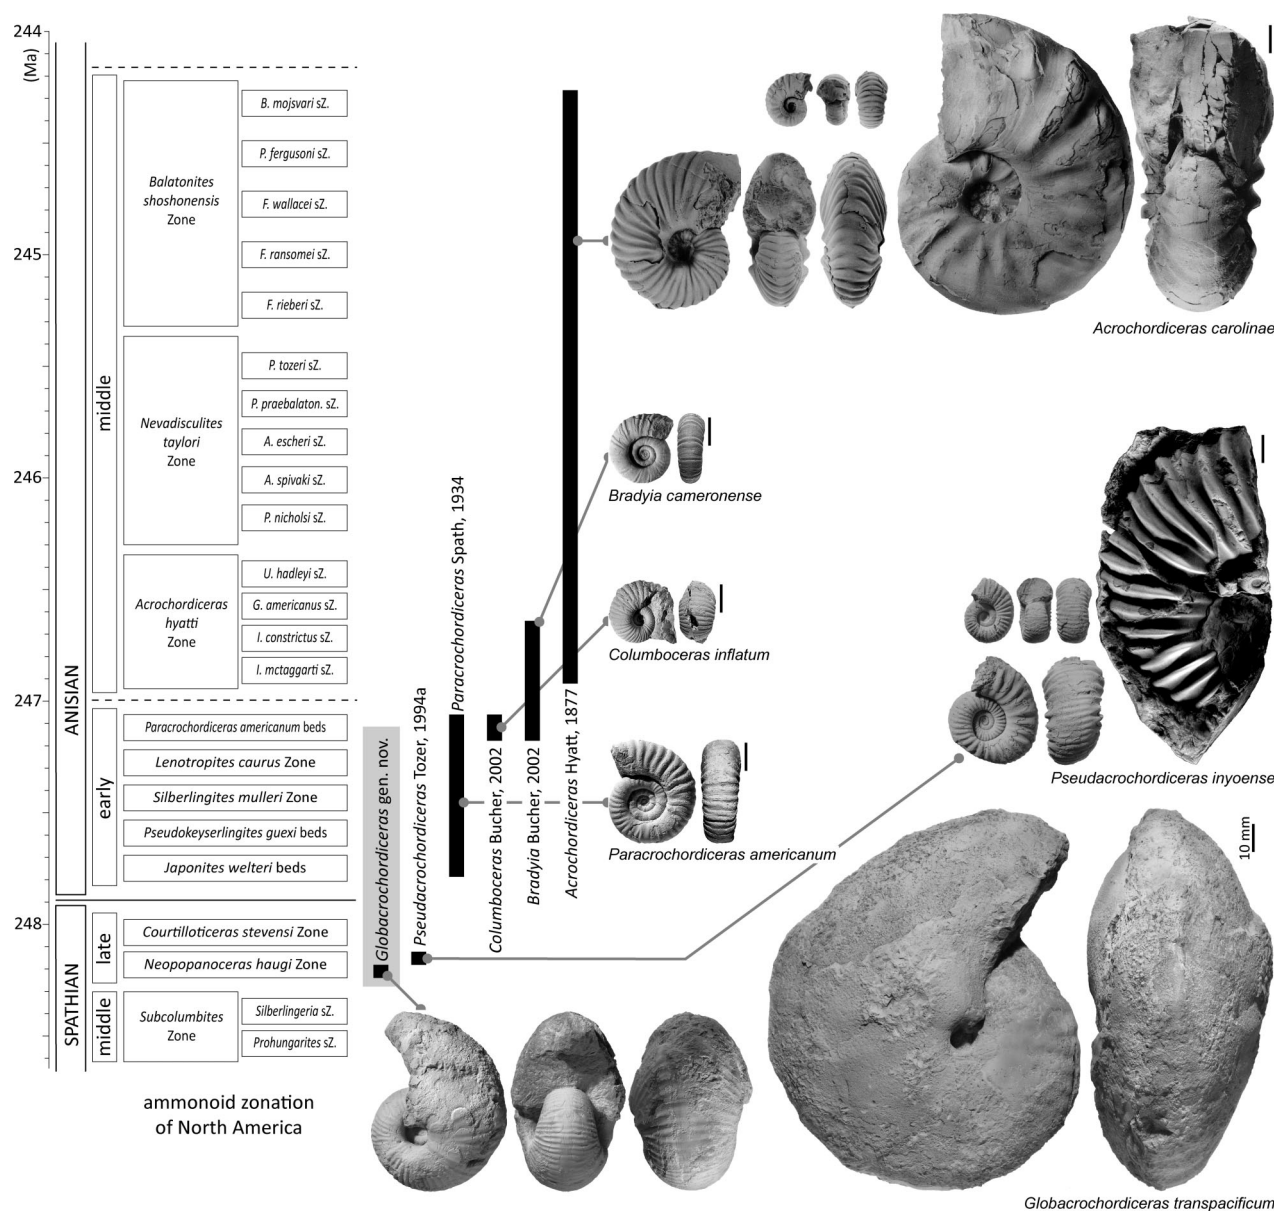 244
(Ma)
245
246
247
248
ANISIAN
SPATHIAN
middle
early
late
middle
Balatonites
shoshonensis
Zone
B. mojsvari sZ.
P. fergusoni sZ.
F. wallacei sZ.
F. ransomei sZ.
F. rieberi sZ.
Nevadisculites
taylori
Zone
P. tozeri sZ.
P. praebalaton. sZ.
A. escheri sZ.
A. spivaki sZ.
P. nicholsi sZ.
Acrochordiceras
hyatti
Zone
U. hadleyi sZ.
G. americanus sZ.
I. constrictus sZ.
I. mctaggarti sZ.
Paracrochordiceras americanum beds
Lenotropites caurus Zone
Silberlingites mulleri Zone
Pseudokeyserlingites guexi beds
Japonites welteri beds
Courtilloticeras stevensi Zone
Neopopanoceras haugi Zone
Subcolumbites
Zone
Silberlingeria sZ.
Prohungarites sZ.
ammonoid zonation
of North America
Globacrochordiceras gen. nov.
Pseudacrochordiceras Tozer, 1994a
Paracrochordiceras Spath, 1934
Columboceras Bucher, 2002
Bradyia Bucher, 2002
Acrochordiceras Hyatt, 1877
Acrochordiceras carolinae
Bradyia cameronense
Columboceras inflatum
Paracrochordiceras americanum
Pseudacrochordiceras inyoense
10 mm
Globacrochordiceras transpacificum